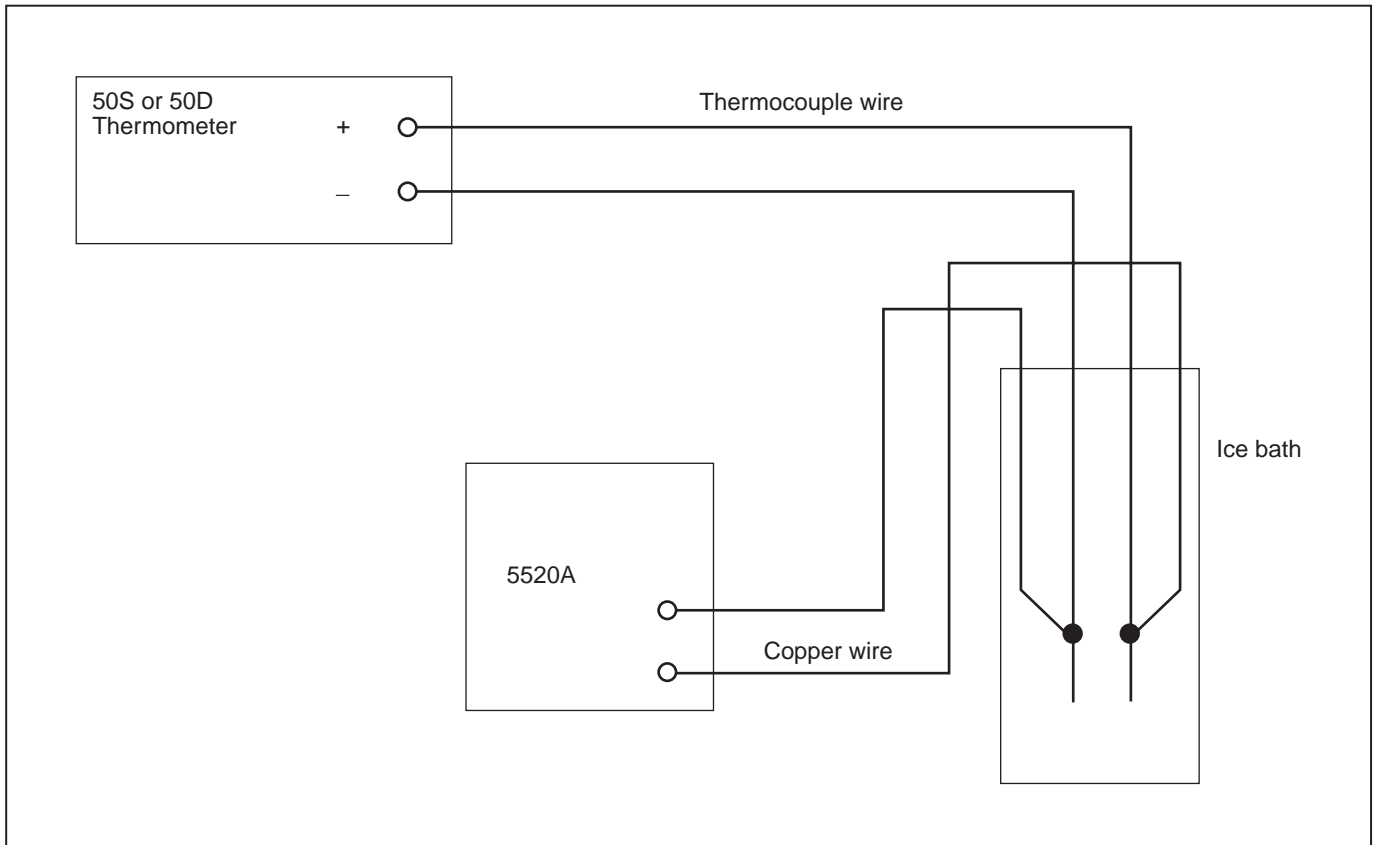 50S or 50D
Thermometer
+
–
Thermocouple wire
Ice bath
5520A
Copper wire